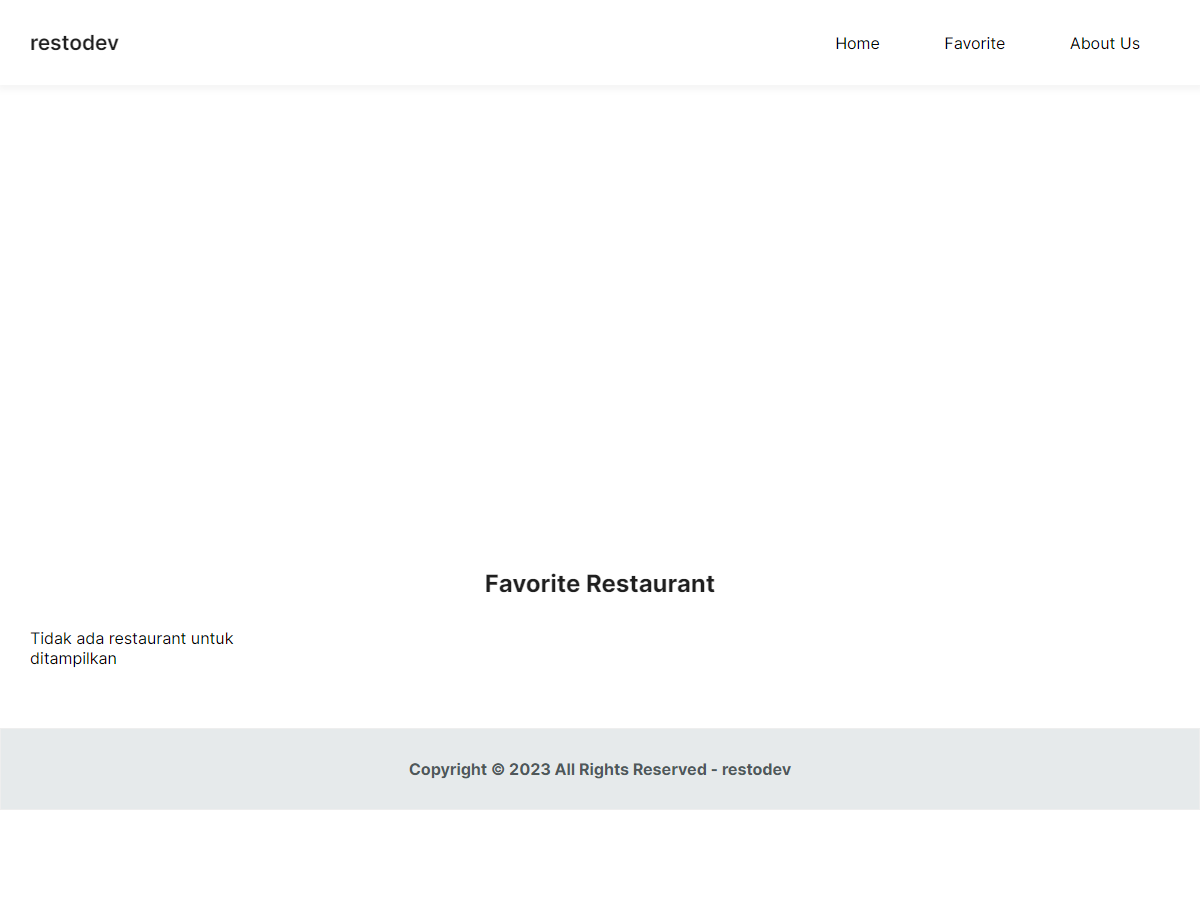 restodev
Home
Favorite
About Us
Favorite Restaurant
Tidak ada restaurant untuk
ditampilkan
Copyright © 2023 All Rights Reserved - restodev